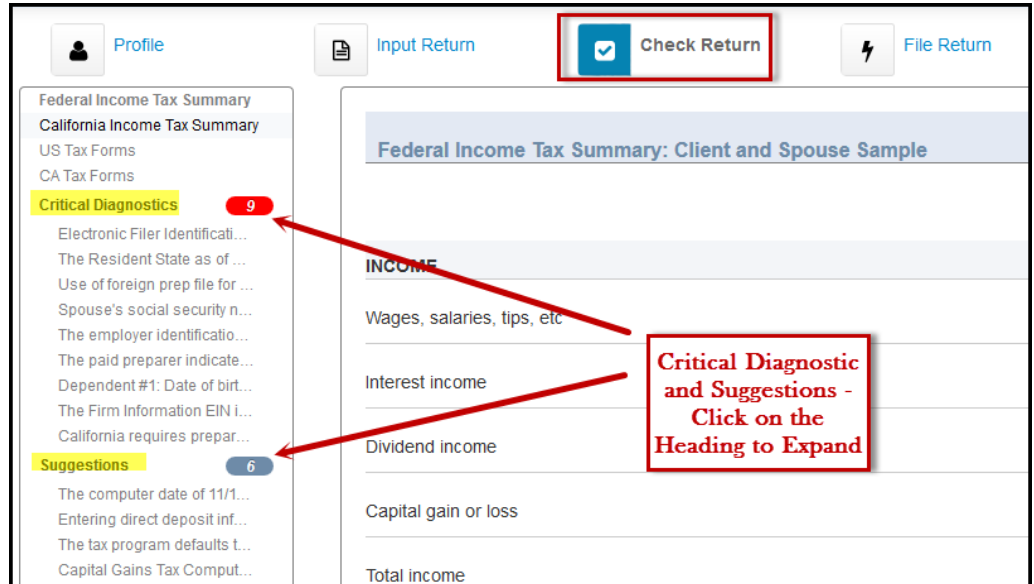 Profile
Input Return
Check Return
File Return
Federal Income Tax Summary
California Income Tax Summary
US Tax Forms
CA Tax Forms
Critical Diagnostics 9
Electronic Filer Identificati...
The Resident State as of ...
Use of foreign prep file for ...
Spouse's social security n...
The employer identificatio...
The paid preparer indicate...
Dependent #1: Date of birt...
The Firm Information EIN i...
California requires prepar...
Suggestions 6
The computer date of 11/1...
Entering direct deposit inf...
The tax program defaults t...
Capital Gains Tax Comput...
Federal Income Tax Summary: Client and Spouse Sample
INCOME
Wages, salaries, tips, etc
Interest income
Dividend income
Capital gain or loss
Total income
Critical Diagnostic
and Suggestions -
Click on the
Heading to Expand